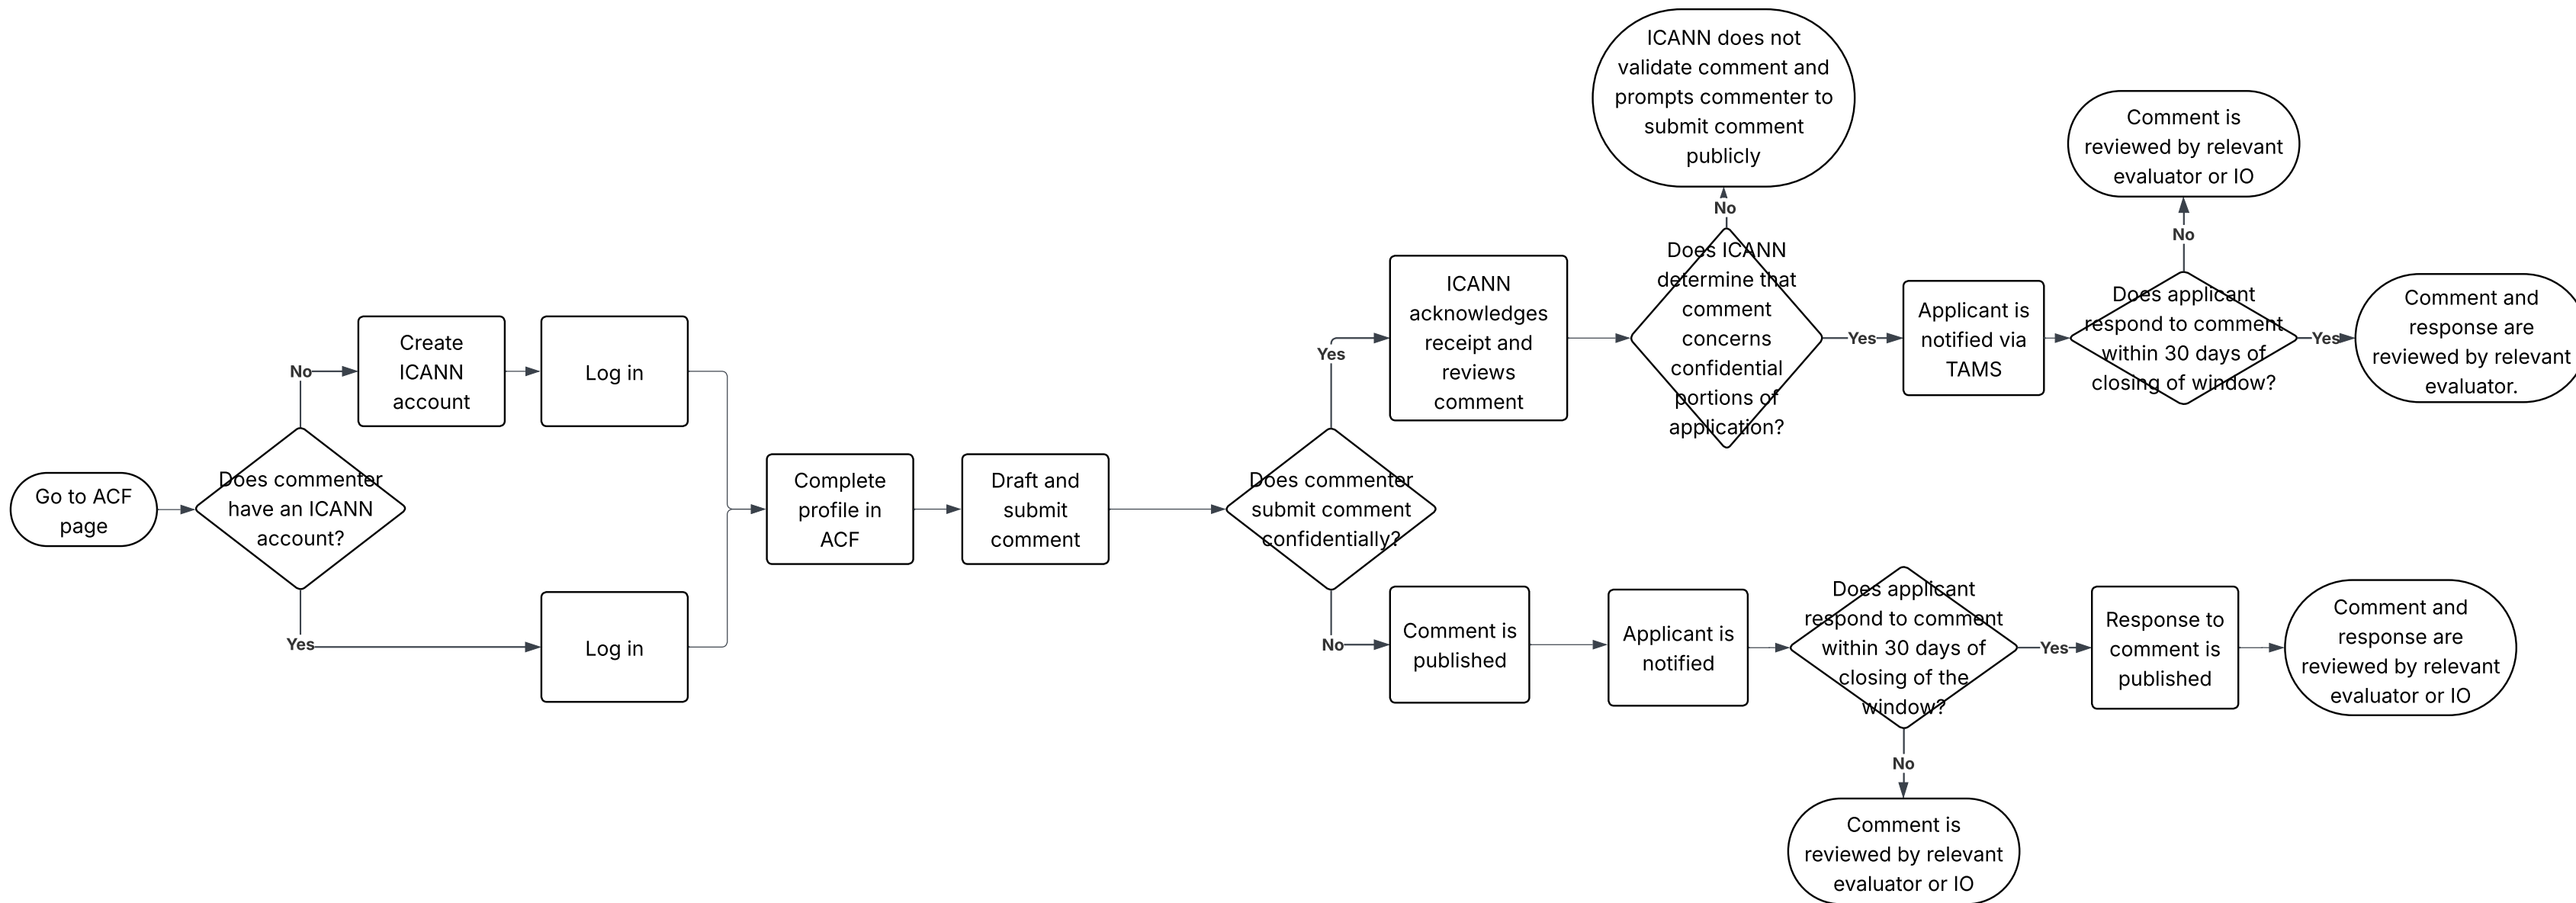 Go to ACF
page
Does commenter
have an ICANN
account?
No
Create
ICANN
account
Log in
Yes
Log in
Complete
profile in
ACF
Draft and
submit
comment
Does commenter
submit comment
confidentially?
Yes
ICANN
acknowledges
receipt and
reviews
comment
Does ICANN
determine that
comment
concerns
confidential
portions of
application?
No
ICANN does not
validate comment and
prompts commenter to
submit comment
publicly
Yes
Applicant is
notified via
TAMS
Does applicant
respond to comment
within 30 days of
closing of window?
No
Comment is
reviewed by relevant
evaluator or IO
Yes
Comment and
response are
reviewed by relevant
evaluator.
No
Comment is
published
Applicant is
notified
Does applicant
respond to comment
within 30 days of
closing of the
window?
Yes
Response to
comment is
published
Comment and
response are
reviewed by relevant
evaluator or IO
No
Comment is
reviewed by relevant
evaluator or IO